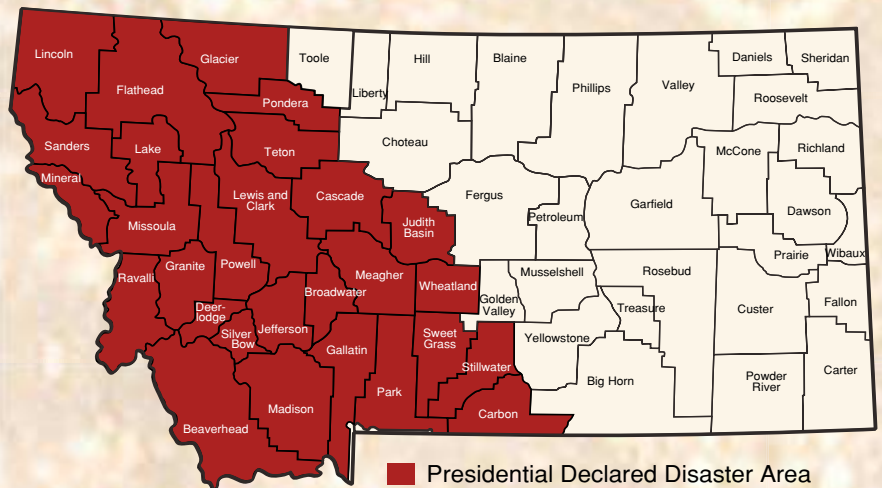 Lincoln
Glacier
Toole
Hill
Blaine
Daniels
Sheridan
Flathead
Liberty
Phillips
Valley
Roosevelt
Pondera
Sanders
Lake
Teton
Choteau
McCone
Richland
Mineral
Lewis and
Clark
Cascade
Fergus
Petroleum
Garfield
Dawson
Missoula
Judith
Basin
Prairie
Wibaux
Ravalli
Granite
Powell
Meagher
Broadwater
Wheatland
Golden
Valley
Musselshell
Rosebud
Treasure
Custer
Fallon
Deer-
lodge
Silver
Bow
Jefferson
Gallatin
Sweet
Grass
Yellowstone
Stillwater
Big Horn
Powder
River
Carter
Park
Madison
Carbon
Beaverhead
Presidential Declared Disaster Area